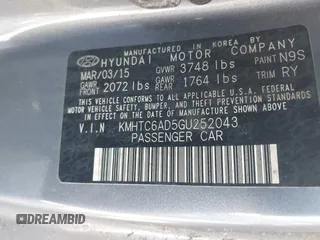 MANUFACTURED BY
HYUNDAI MOTOR COMPANY
MAR/03/15 GVWR 3748 lbs PAINT N9S
GAWR FRONT 2072 lbs GAWR REAR 1764 lbs TRIM RY
THIS VEHICLE CONFORMS TO ALL APPLICABLE
U.S. FEDERAL MOTOR VEHICLE SAFETY,
BUMPER, AND THEFT PREVENTION STANDARDS
IN EFFECT ON THE DATE OF MANUFACTURE
SHOWN ABOVE.
V.I.N KMHTC6AD5GU252043
PASSENGER CAR
DREAMBID